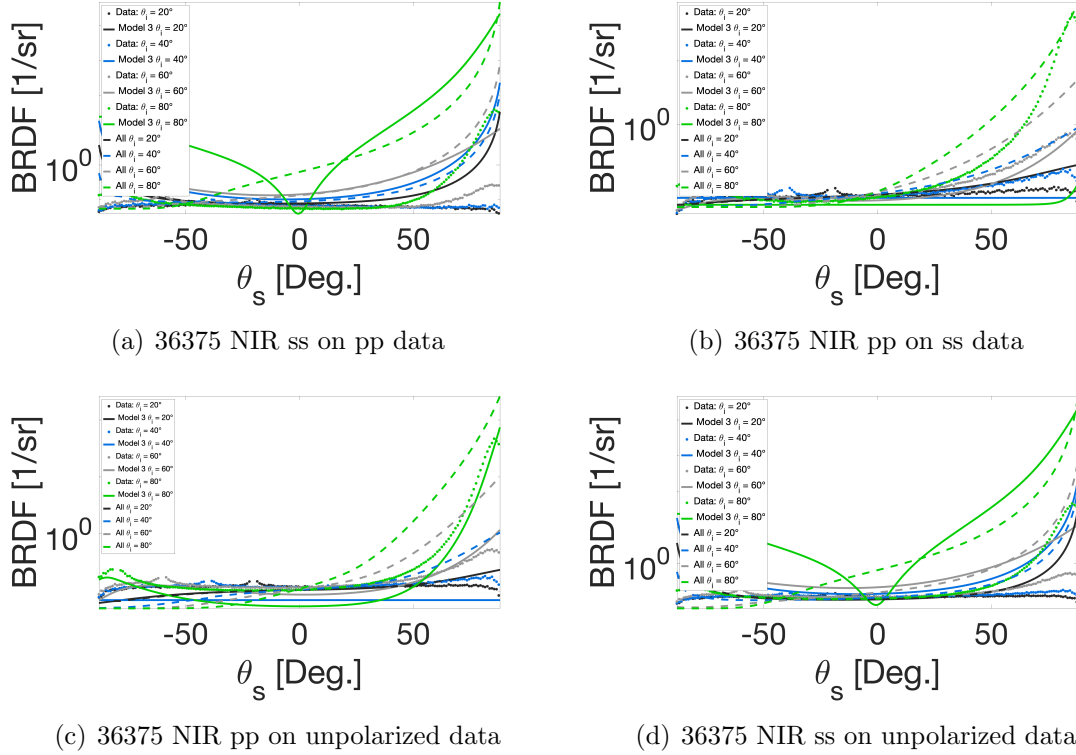 BRDF [1/sr]
Data: θi = 20°
Model 3 θi = 20°
Data: θi = 40°
Model 3 θi = 40°
Data: θi = 60°
Model 3 θi = 60°
Data: θi = 80°
Model 3 θi = 80°
All θi = 20°
All θi = 40°
All θi = 60°
All θi = 80°
10^0
-50 0 50
θs [Deg.]
(a) 36375 NIR ss on pp data
BRDF [1/sr]
Data: θi = 20°
Model 3 θi = 20°
Data: θi = 40°
Model 3 θi = 40°
Data: θi = 60°
Model 3 θi = 60°
Data: θi = 80°
Model 3 θi = 80°
All θi = 20°
All θi = 40°
All θi = 60°
All θi = 80°
10^0
-50 0 50
θs [Deg.]
(b) 36375 NIR pp on ss data
BRDF [1/sr]
Data: θi = 20°
Model 3 θi = 20°
Data: θi = 40°
Model 3 θi = 40°
Data: θi = 60°
Model 3 θi = 60°
Data: θi = 80°
Model 3 θi = 80°
All θi = 20°
All θi = 40°
All θi = 60°
All θi = 80°
10^0
-50 0 50
θs [Deg.]
(c) 36375 NIR pp on unpolarized data
BRDF [1/sr]
Data: θi = 20°
Model 3 θi = 20°
Data: θi = 40°
Model 3 θi = 40°
Data: θi = 60°
Model 3 θi = 60°
Data: θi = 80°
Model 3 θi = 80°
All θi = 20°
All θi = 40°
All θi = 60°
All θi = 80°
10^0
-50 0 50
θs [Deg.]
(d) 36375 NIR ss on unpolarized data